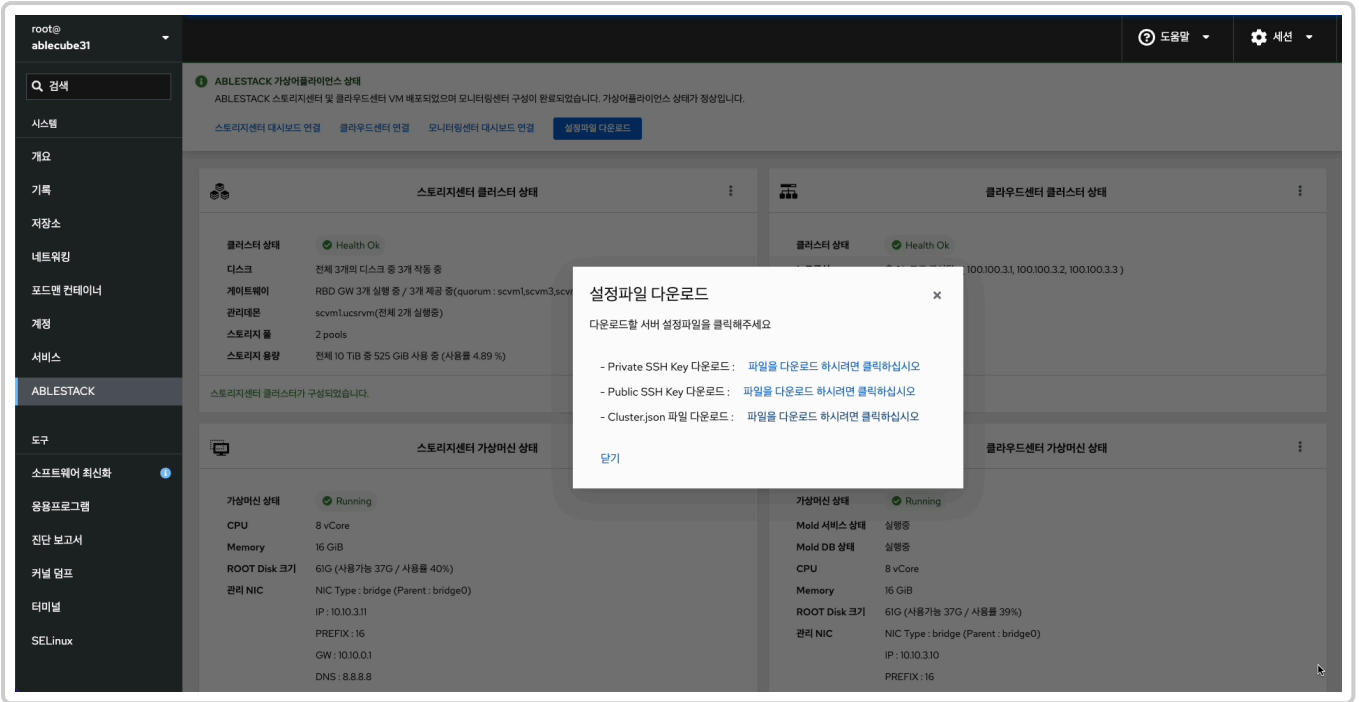 root@
ablecube31
도움말
세션
검색
시스템
개요
기록
저장소
네트워킹
포드맨 컨테이너
계정
서비스
ABLESTACK
도구
소프트웨어 최신화
응용프로그램
진단 보고서
커널 덤프
터미널
SELinux
ABLESTACK 가상어플라이언스 상태
ABLESTACK 스토리지센터 및 클라우드센터 VM 배포되었으며 모니터링센터 구성이 완료되었습니다. 가상어플라이언스 상태가 정상입니다.
스토리지센터 대시보드 연결 클라우드센터 연결 모니터링센터 대시보드 연결 설정파일 다운로드
스토리지센터 클러스터 상태
클러스터 상태 Health Ok
디스크 전체 3개의 디스크 중 3개 작동 중
게이트웨이 RBD GW 3개 실행 중 / 3개 제공 중(quorum : scvm1,scvm3,scv
관리데몬 scvm1.ucsrvm(전체 2개 실행중)
스토리지 풀 2 pools
스토리지 용량 전체 10 TiB 중 525 GiB 사용 중 (사용률 4.89 %)
스토리지센터 클러스터가 구성되었습니다.
클라우드센터 클러스터 상태
클러스터 상태 Health Ok
100.100.3.1, 100.100.3.2, 100.100.3.3 )
설정파일 다운로드
다운로드할 서버 설정파일을 클릭해주세요
- Private SSH Key 다운로드 : 파일을 다운로드 하시려면 클릭하십시오
- Public SSH Key 다운로드 : 파일을 다운로드 하시려면 클릭하십시오
- Cluster.json 파일 다운로드 : 파일을 다운로드 하시려면 클릭하십시오
닫기
스토리지센터 가상머신 상태
가상머신 상태 Running
CPU 8 vCore
Memory 16 GiB
ROOT Disk 크기 61G (사용가능 37G / 사용률 40%)
관리 NIC NIC Type : bridge (Parent : bridge0)
IP : 10.10.3.11
PREFIX : 16
GW : 10.10.0.1
DNS : 8.8.8.8
클라우드센터 가상머신 상태
가상머신 상태 Running
Mold 서비스 상태 실행중
Mold DB 상태 실행중
CPU 8 vCore
Memory 16 GiB
ROOT Disk 크기 61G (사용가능 37G / 사용률 39%)
관리 NIC NIC Type : bridge (Parent : bridge0)
IP : 10.10.3.10
PREFIX : 16